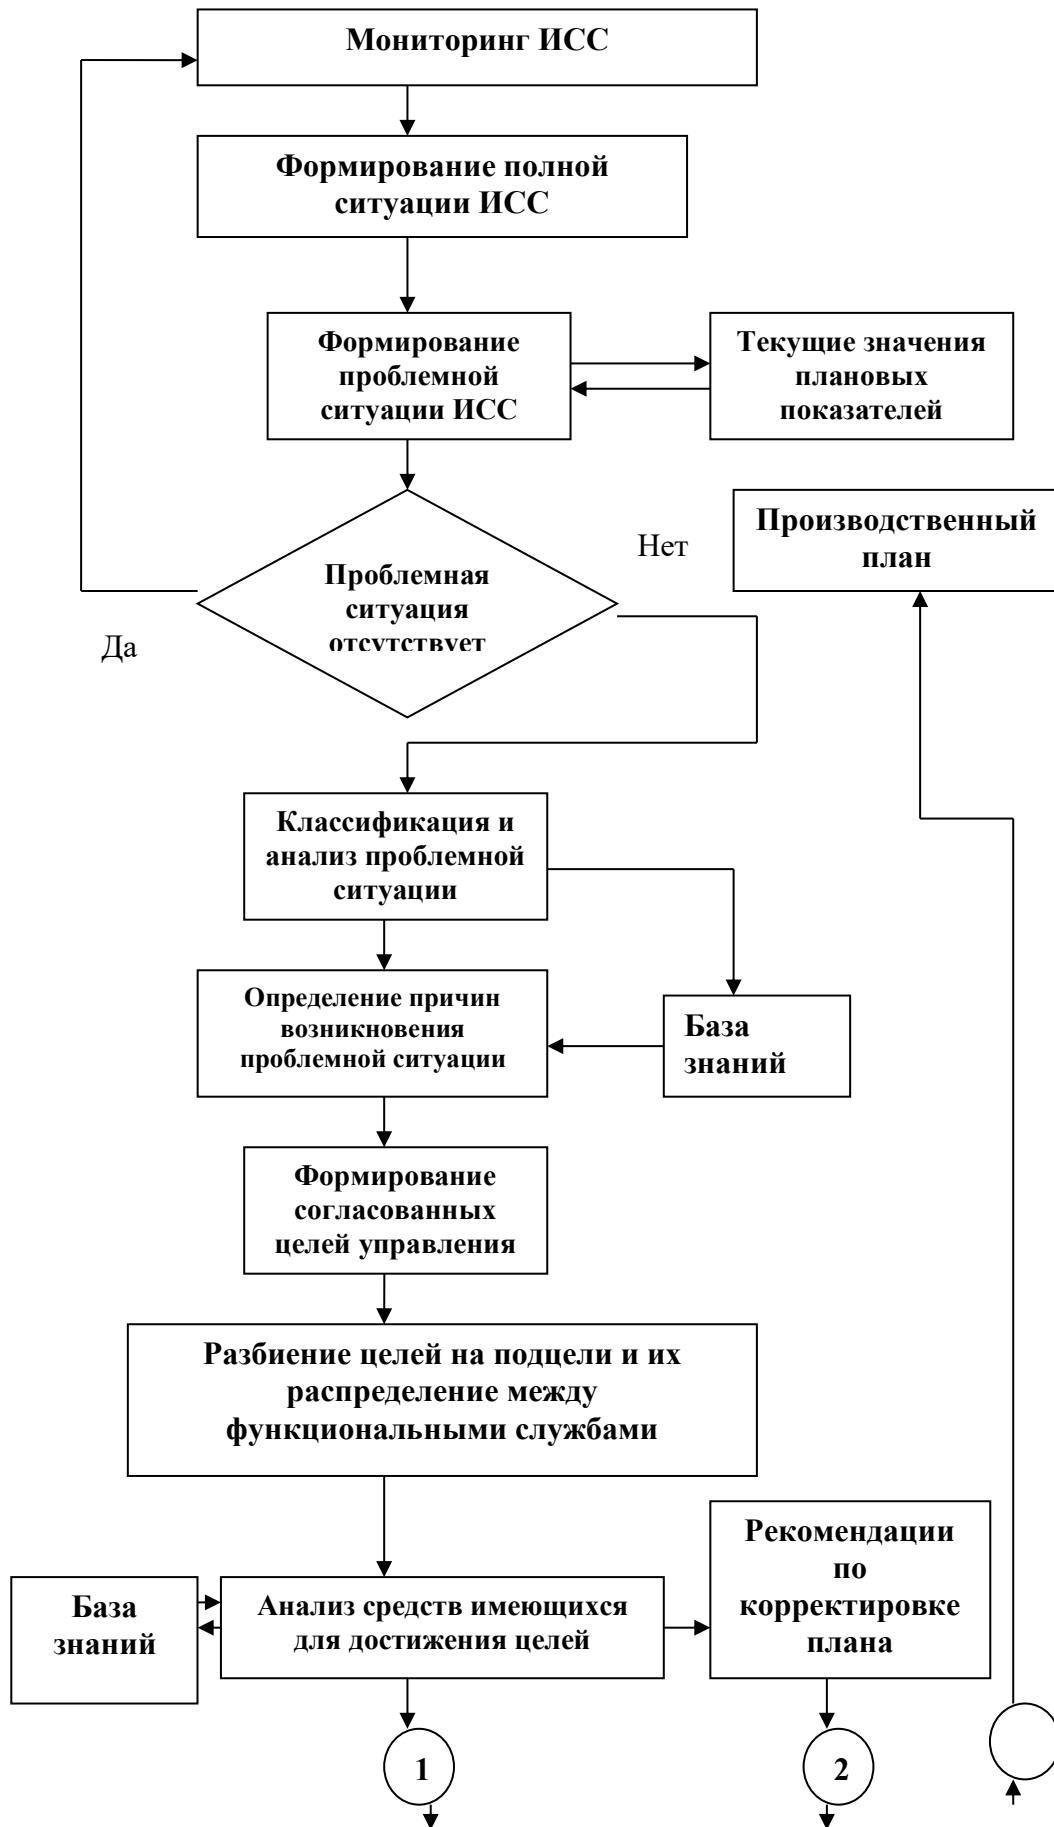 Мониторинг ИСС
Формирование полной
ситуации ИСС
Формирование
проблемной
ситуации ИСС
Текущие значения
плановых
показателей
Производственный
план
Нет
Проблемная
ситуация
отсутствует
Да
Классификация и
анализ проблемной
ситуации
Определение причин
возникновения
проблемной ситуации
База
знаний
Формирование
согласованных
целей управления
Разбиение целей на подцели и их
распределение между
функциональными службами
Рекомендации
по
корректировке
плана
База
знаний
Анализ средств имеющихся
для достижения целей
1
2